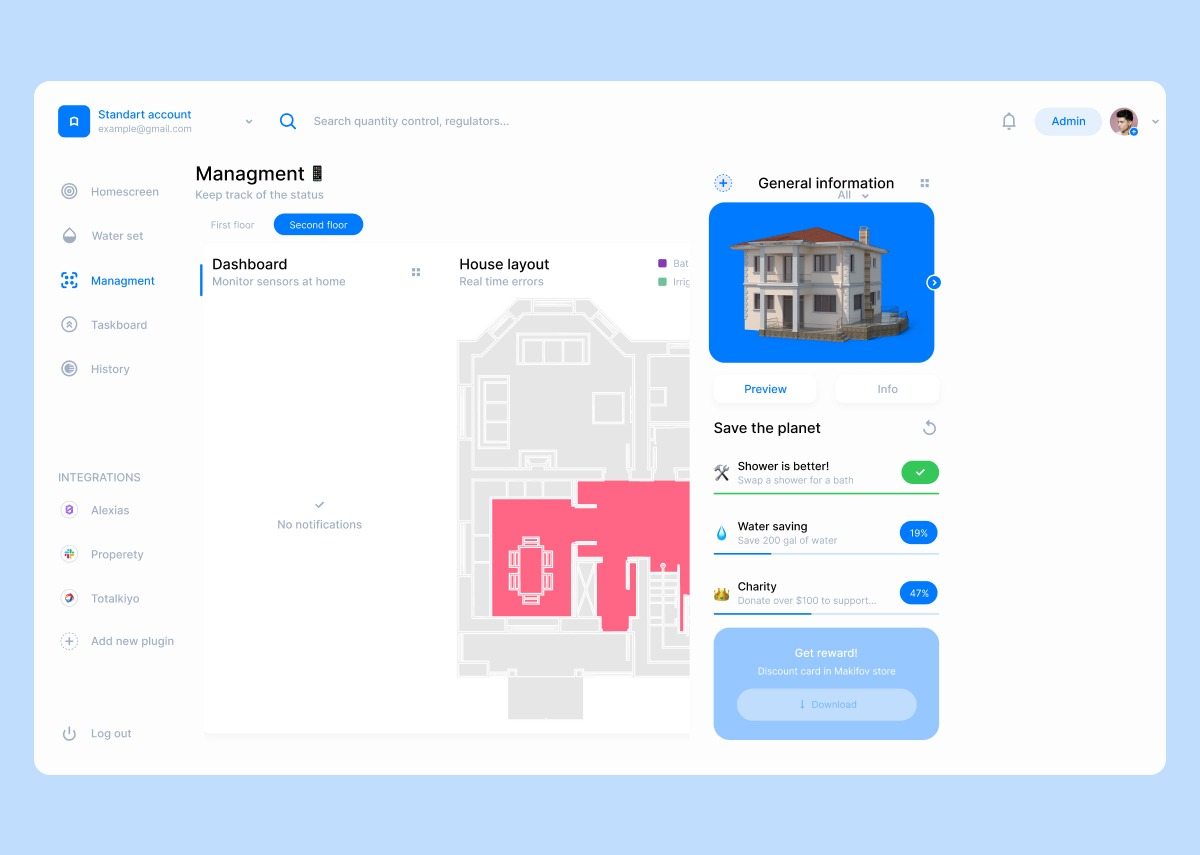 Standart account
example@gmail.com
Search quantity control, regulators...
Admin
Homescreen
Water set
Managment
Taskboard
History
INTEGRATIONS
Alexias
Properety
Totalkiyo
Add new plugin
Log out
Managment
Keep track of the status
First floor
Second floor
Dashboard
Monitor sensors at home
No notifications
House layout
Real time errors
Bat
Irrig
General information
All
Preview
Info
Save the planet
Shower is better!
Swap a shower for a bath
Water saving
Save 200 gal of water
19%
Charity
Donate over $100 to support...
47%
Get reward!
Discount card in Makifov store
Download